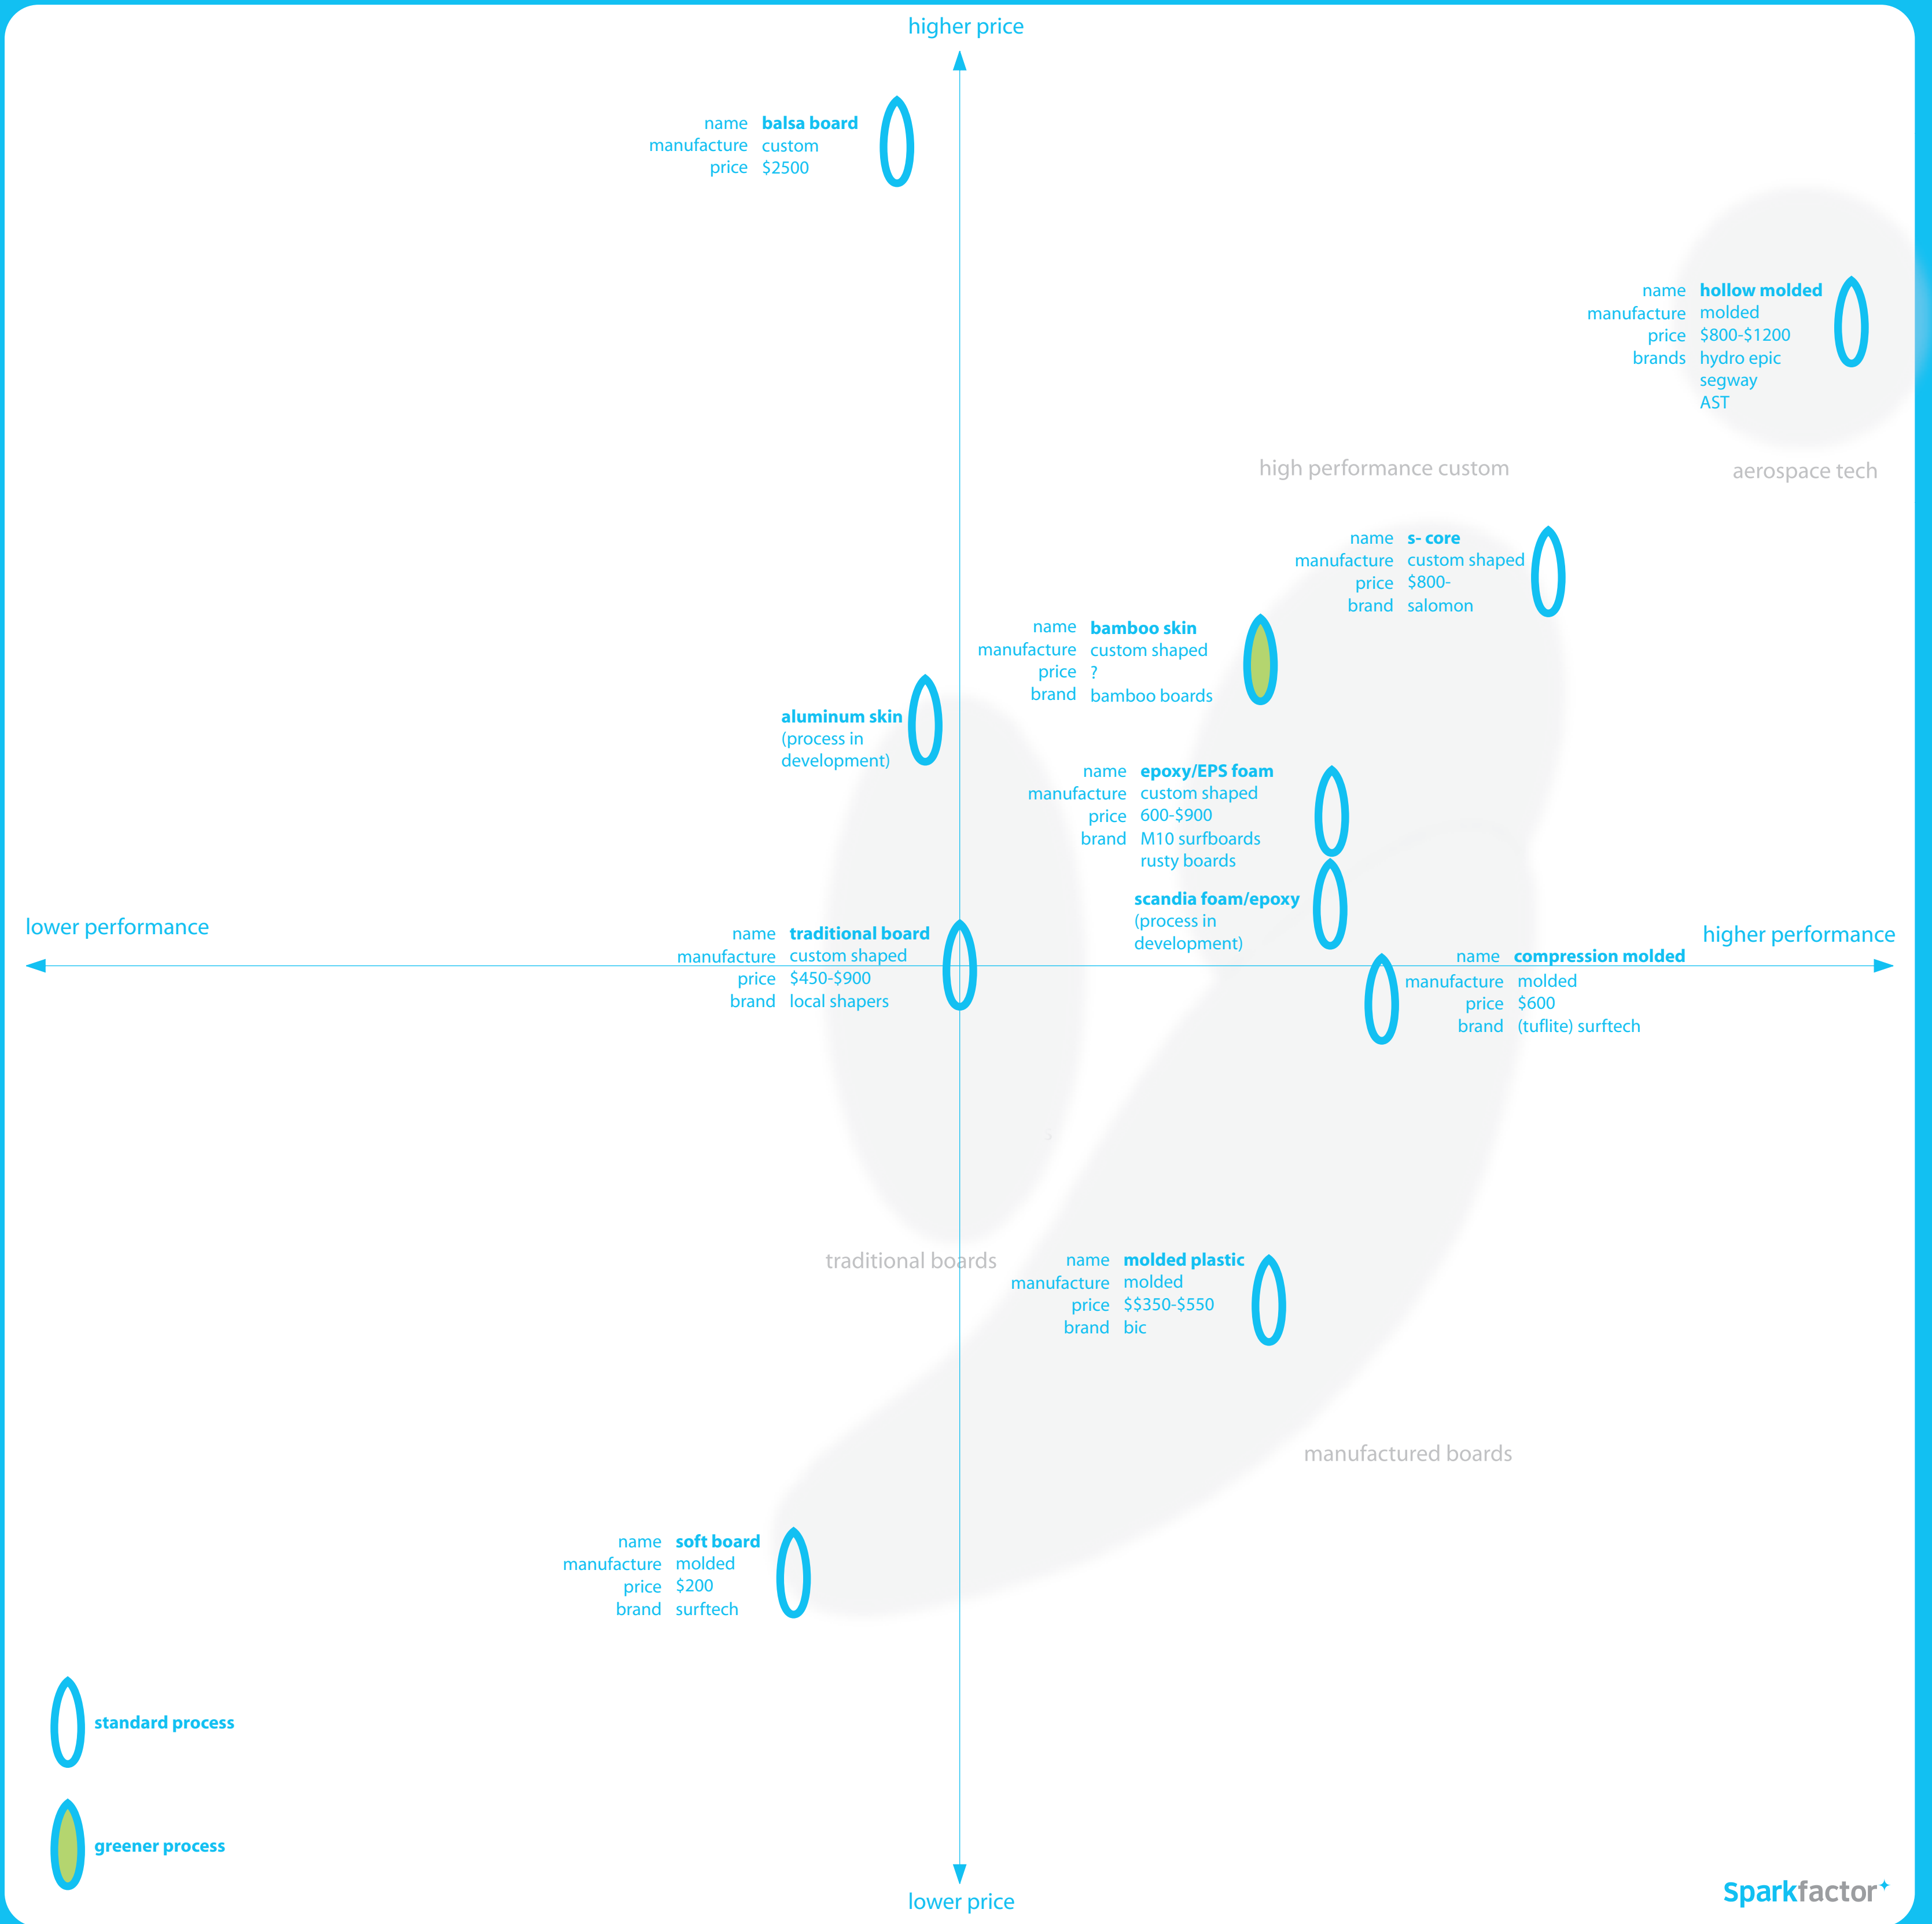 higher price
name balsa board
manufacture custom
price $2500
name hollow molded
manufacture molded
price $800-$1200
brands hydro epic
segway
AST
high performance custom
aerospace tech
name s- core
manufacture custom shaped
price $800-
brand salomon
name bamboo skin
manufacture custom shaped
price ?
brand bamboo boards
aluminum skin
(process in
development)
name epoxy/EPS foam
manufacture custom shaped
price 600-$900
brand M10 surfboards
rusty boards
scandia foam/epoxy
(process in
development)
lower performance
higher performance
name traditional board
manufacture custom shaped
price $450-$900
brand local shapers
name compression molded
manufacture molded
price $600
brand (tuflite) surftech
traditional boards
name molded plastic
manufacture molded
price $$350-$550
brand bic
manufactured boards
name soft board
manufacture molded
price $200
brand surftech
standard process
greener process
lower price
Sparkfactor